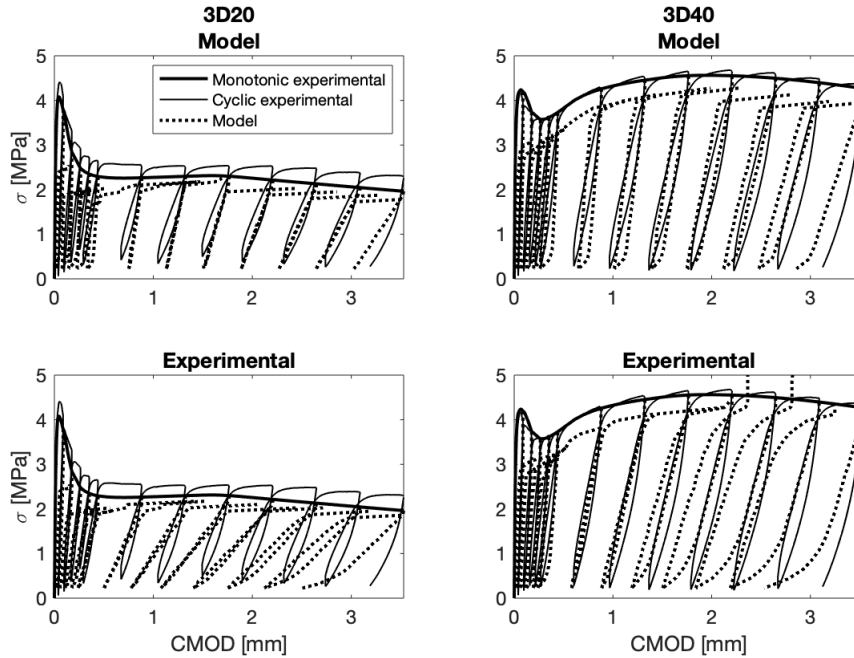 3D20
3D40
Model
Model
5
4
3
2
1
0
σ [MPa]
Monotonic experimental
Cyclic experimental
Model
0 1 2 3
5
4
3
2
1
0
σ [MPa]
0 1 2 3
Experimental
Experimental
5
4
3
2
1
0
σ [MPa]
0 1 2 3
CMOD [mm]
5
4
3
2
1
0
σ [MPa]
0 1 2 3
CMOD [mm]